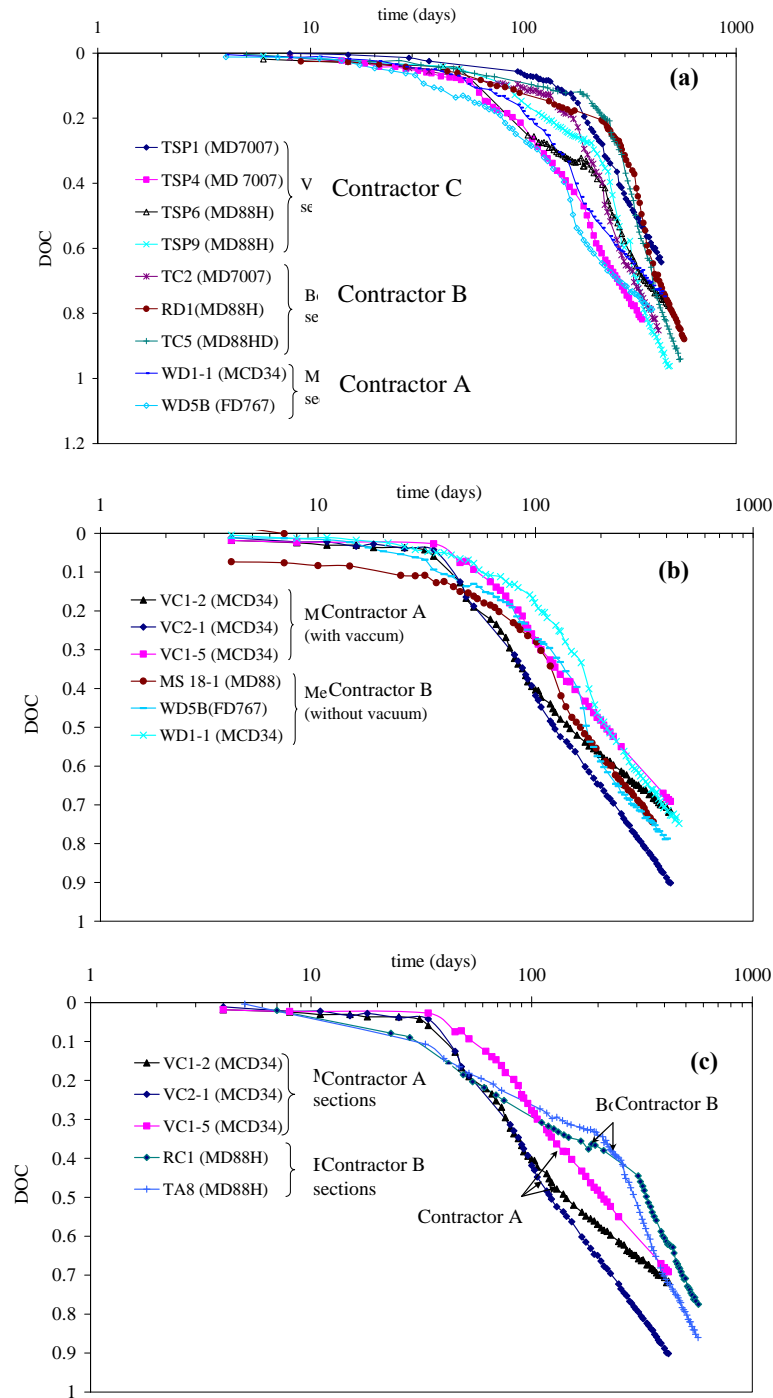 time (days)
1 10 100 1000
0
0.2
0.4
0.6
0.8
1
1.2
DOC
(a)
TSP1 (MD7007)
TSP4 (MD 7007)
TSP6 (MD88H)
TSP9 (MD88H)
Contractor C
TC2 (MD7007)
RD1(MD88H)
TC5 (MD88HD)
Contractor B
WD1-1 (MCD34)
WD5B (FD767)
Contractor A
time (days)
1 10 100 1000
0
0.1
0.2
0.3
0.4
0.5
0.6
0.7
0.8
0.9
1
DOC
(b)
VC1-2 (MCD34)
VC2-1 (MCD34)
VC1-5 (MCD34)
Contractor A
(with vaccum)
MS 18-1 (MD88)
WD5B(FD767)
WD1-1 (MCD34)
Contractor B
(without vacuum)
time (days)
1 10 100 1000
0
0.1
0.2
0.3
0.4
0.5
0.6
0.7
0.8
0.9
1
DOC
(c)
VC1-2 (MCD34)
VC2-1 (MCD34)
VC1-5 (MCD34)
Contractor A
sections
RC1 (MD88H)
TA8 (MD88H)
Contractor B
sections
Contractor B
Contractor A